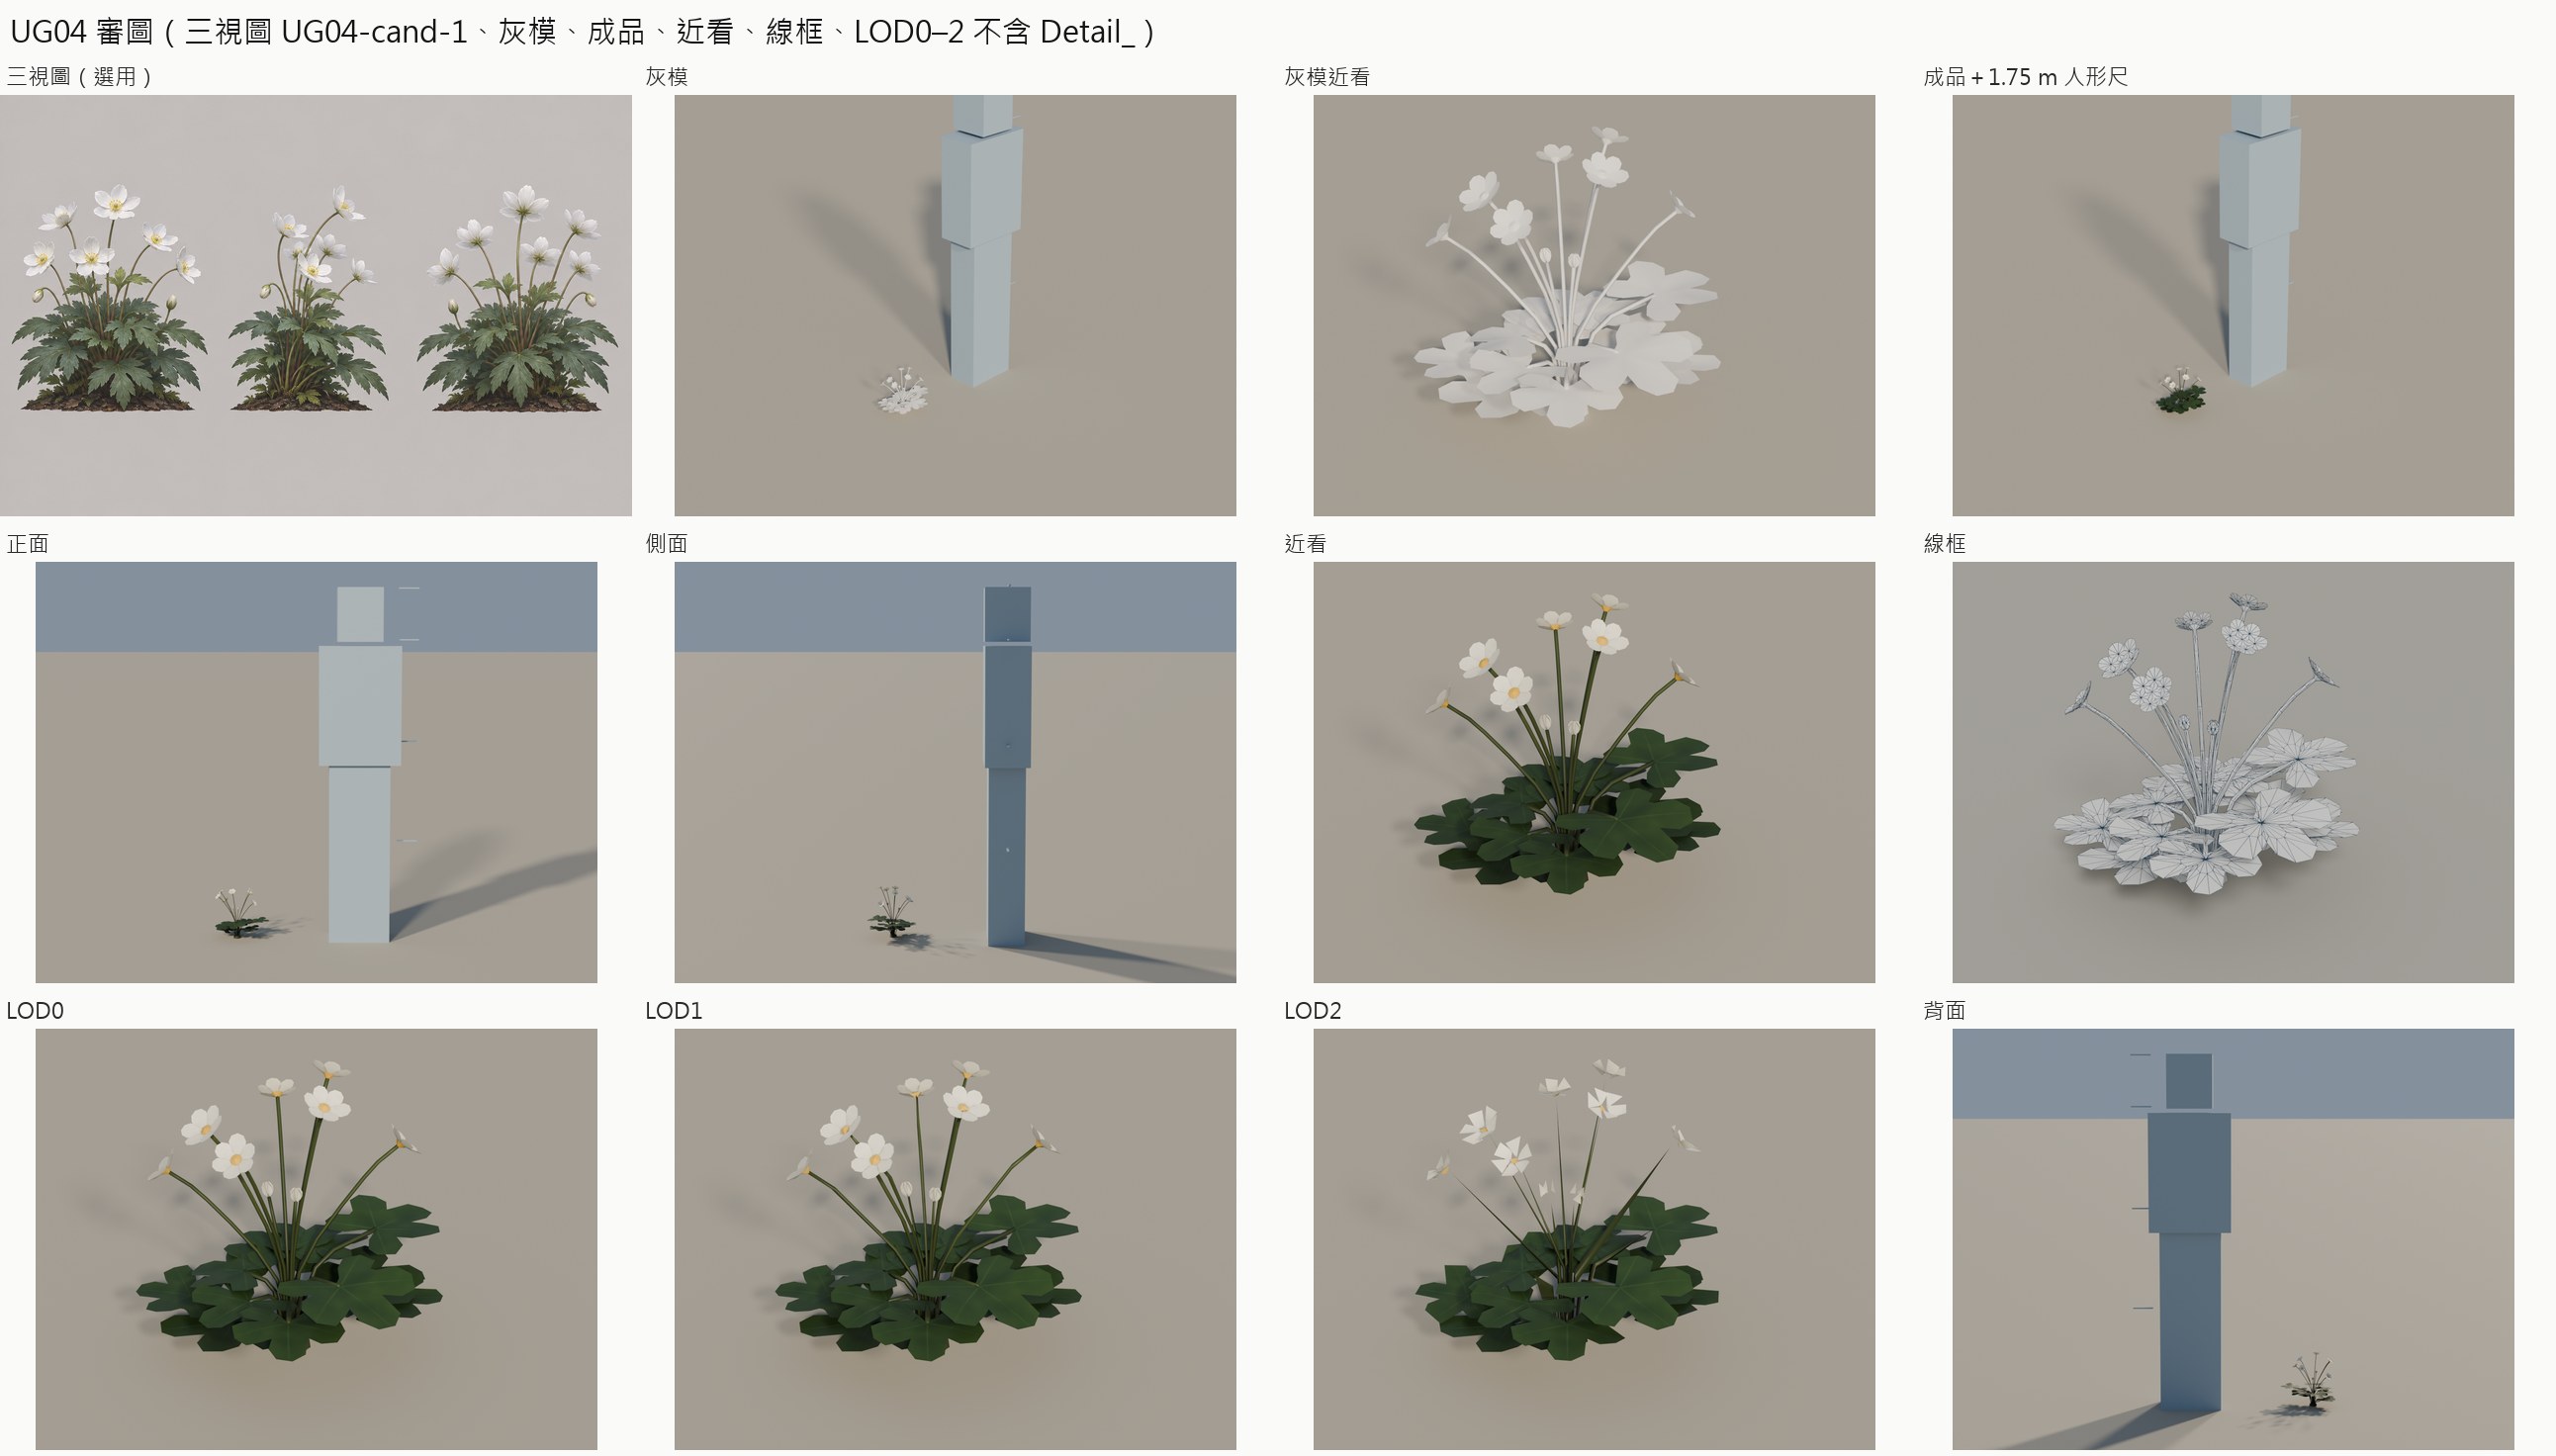 UG04 審圖（三視圖 UG04-cand-1、灰模、成品、近看、線框、LOD0–2 不含 Detail_）
三視圖（選用）
灰模
灰模近看
成品 + 1.75 m 人形尺
正面
側面
近看
線框
LOD0
LOD1
LOD2
背面